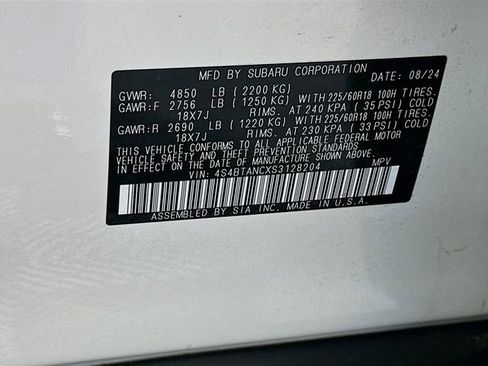 MFD BY SUBARU CORPORATION DATE: 08/24
GVWR: 4850 LB (2200 KG)
GAWR:F 2756 LB (1250 KG) WITH 225/60R18 100H TIRES.
18X7J RIMS. AT 240 KPA ( 35 PSI) COLD
GAWR:R 2690 LB (1220 KG) WITH 225/60R18 100H TIRES.
18X7J RIMS. AT 230 KPA ( 33 PSI) COLD
THIS VEHICLE CONFORMS TO ALL APPLICABLE FEDERAL MOTOR
VEHICLE SAFETY, BUMPER, AND THEFT PREVENTION STANDARDS
IN EFFECT ON THE DATE OF MANUFACTURE SHOWN ABOVE.
VIN: 4S4BTANCXS3128204 MPV
ASSEMBLED BY SIA INC. MADE IN U.S.A.